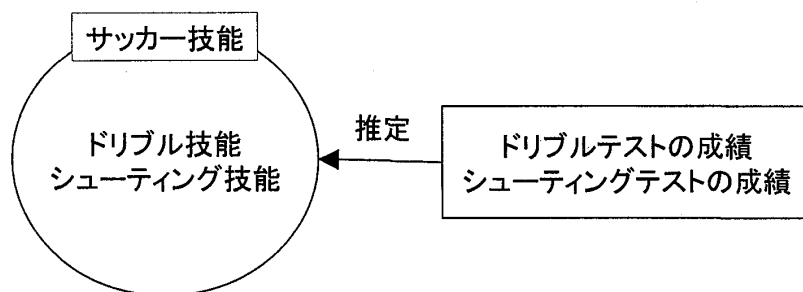 サッカー技能
ドリブル技能
シューティング技能
推定
ドリブルテストの成績
シューティングテストの成績